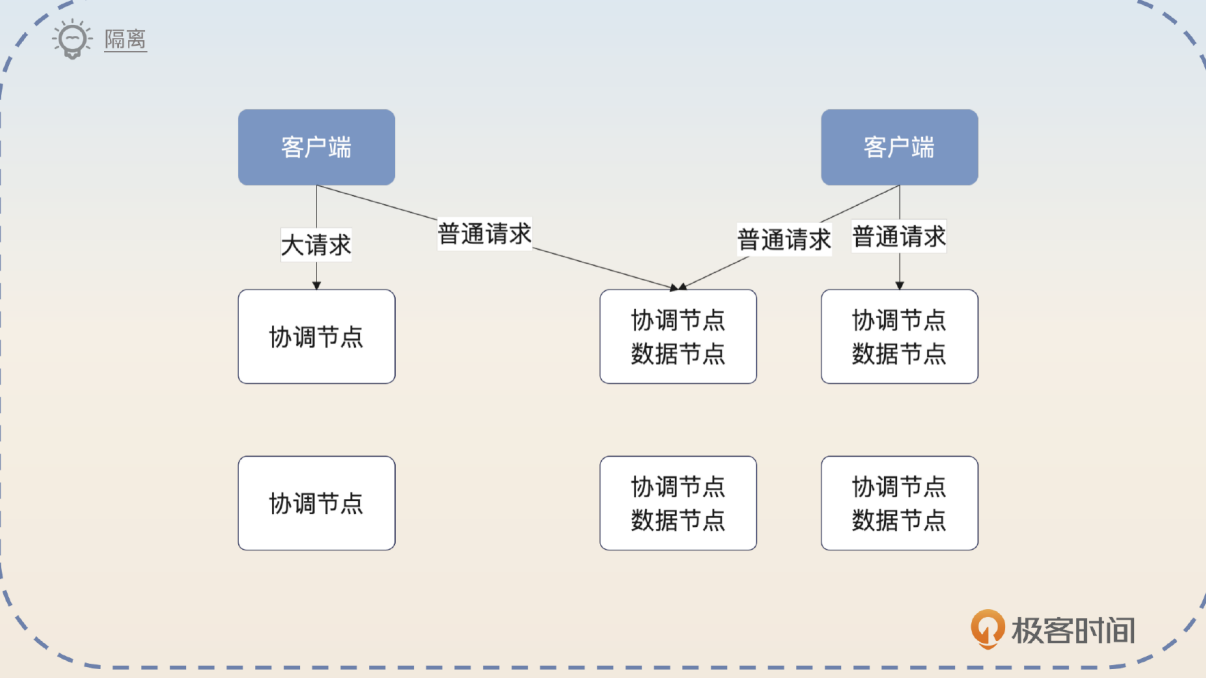 隔离
客户端
客户端
大请求
普通请求
普通请求
普通请求
协调节点
协调节点
数据节点
协调节点
数据节点
协调节点
协调节点
数据节点
协调节点
数据节点
极客时间